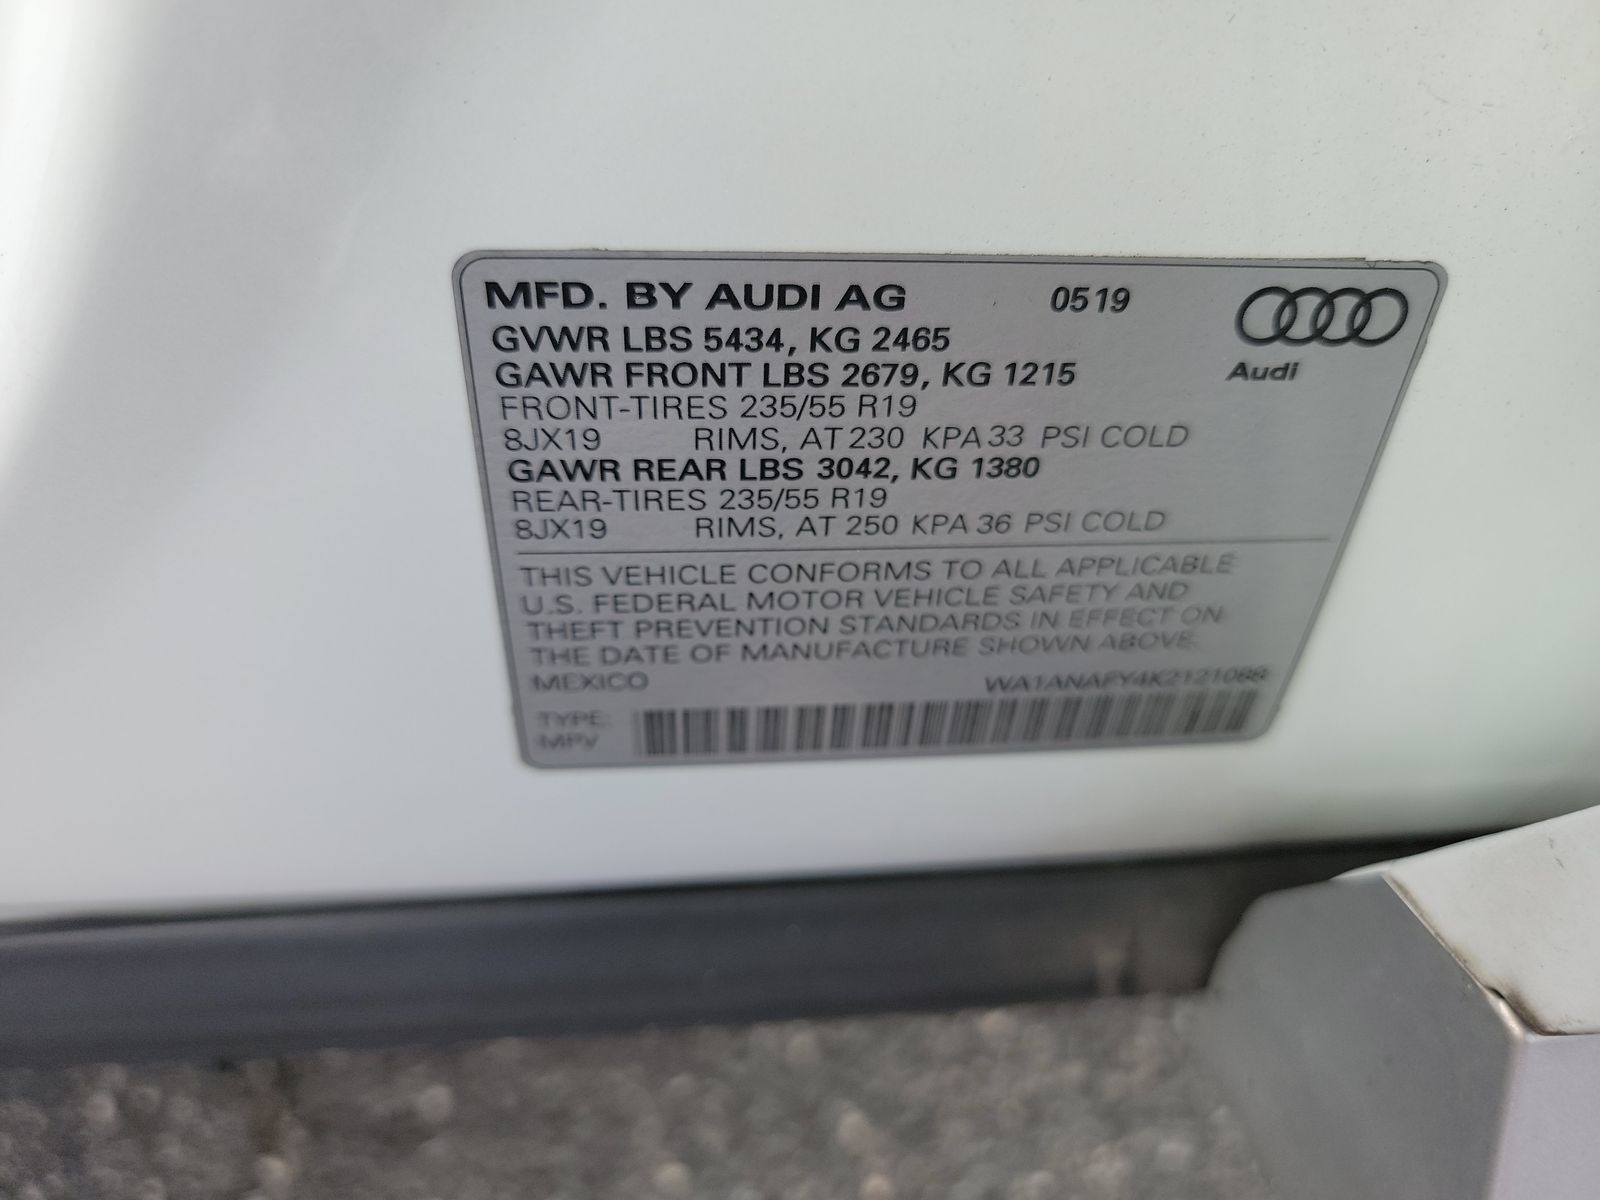 MFD. BY AUDI AG 0519
Audi
GVWR LBS 5434, KG 2465
GAWR FRONT LBS 2679, KG 1215
FRONT-TIRES 235/55 R19
8JX19 RIMS, AT 230 KPA 33 PSI COLD
GAWR REAR LBS 3042, KG 1380
REAR-TIRES 235/55 R19
8JX19 RIMS, AT 250 KPA 36 PSI COLD
THIS VEHICLE CONFORMS TO ALL APPLICABLE
U.S. FEDERAL MOTOR VEHICLE SAFETY AND
THEFT PREVENTION STANDARDS IN EFFECT ON
THE DATE OF MANUFACTURE SHOWN ABOVE.
MEXICO
TYPE:
MPV